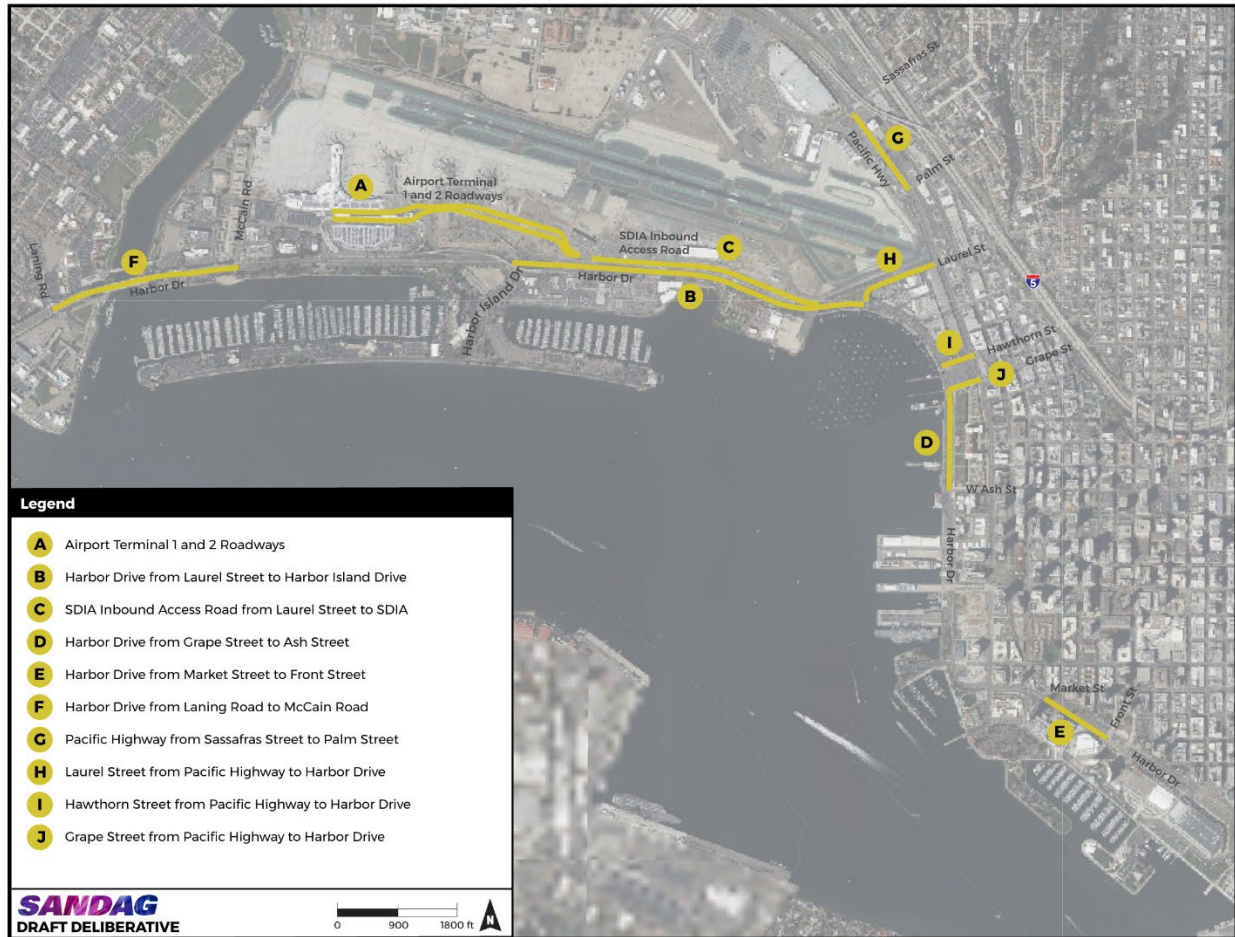 Sassafras St
G
Pacific Hwy
Palm St
A
Airport Terminal
1 and 2 Roadways
McCain Rd
SDIA Inbound
Access Road
C
H
Laurel St
Laning Rd
F
Harbor Dr
Harbor Island Dr
Harbor Dr
B
5
I
Hawthorn St
Grape St
J
D
W Ash St
Harbor Dr
Market St
Front St
E
Harbor Dr
Legend
A Airport Terminal 1 and 2 Roadways
B Harbor Drive from Laurel Street to Harbor Island Drive
C SDIA Inbound Access Road from Laurel Street to SDIA
D Harbor Drive from Grape Street to Ash Street
E Harbor Drive from Market Street to Front Street
F Harbor Drive from Laning Road to McCain Road
G Pacific Highway from Sassafras Street to Palm Street
H Laurel Street from Pacific Highway to Harbor Drive
I Hawthorn Street from Pacific Highway to Harbor Drive
J Grape Street from Pacific Highway to Harbor Drive
SANDAG
DRAFT DELIBERATIVE
0 900 1800 ft
N